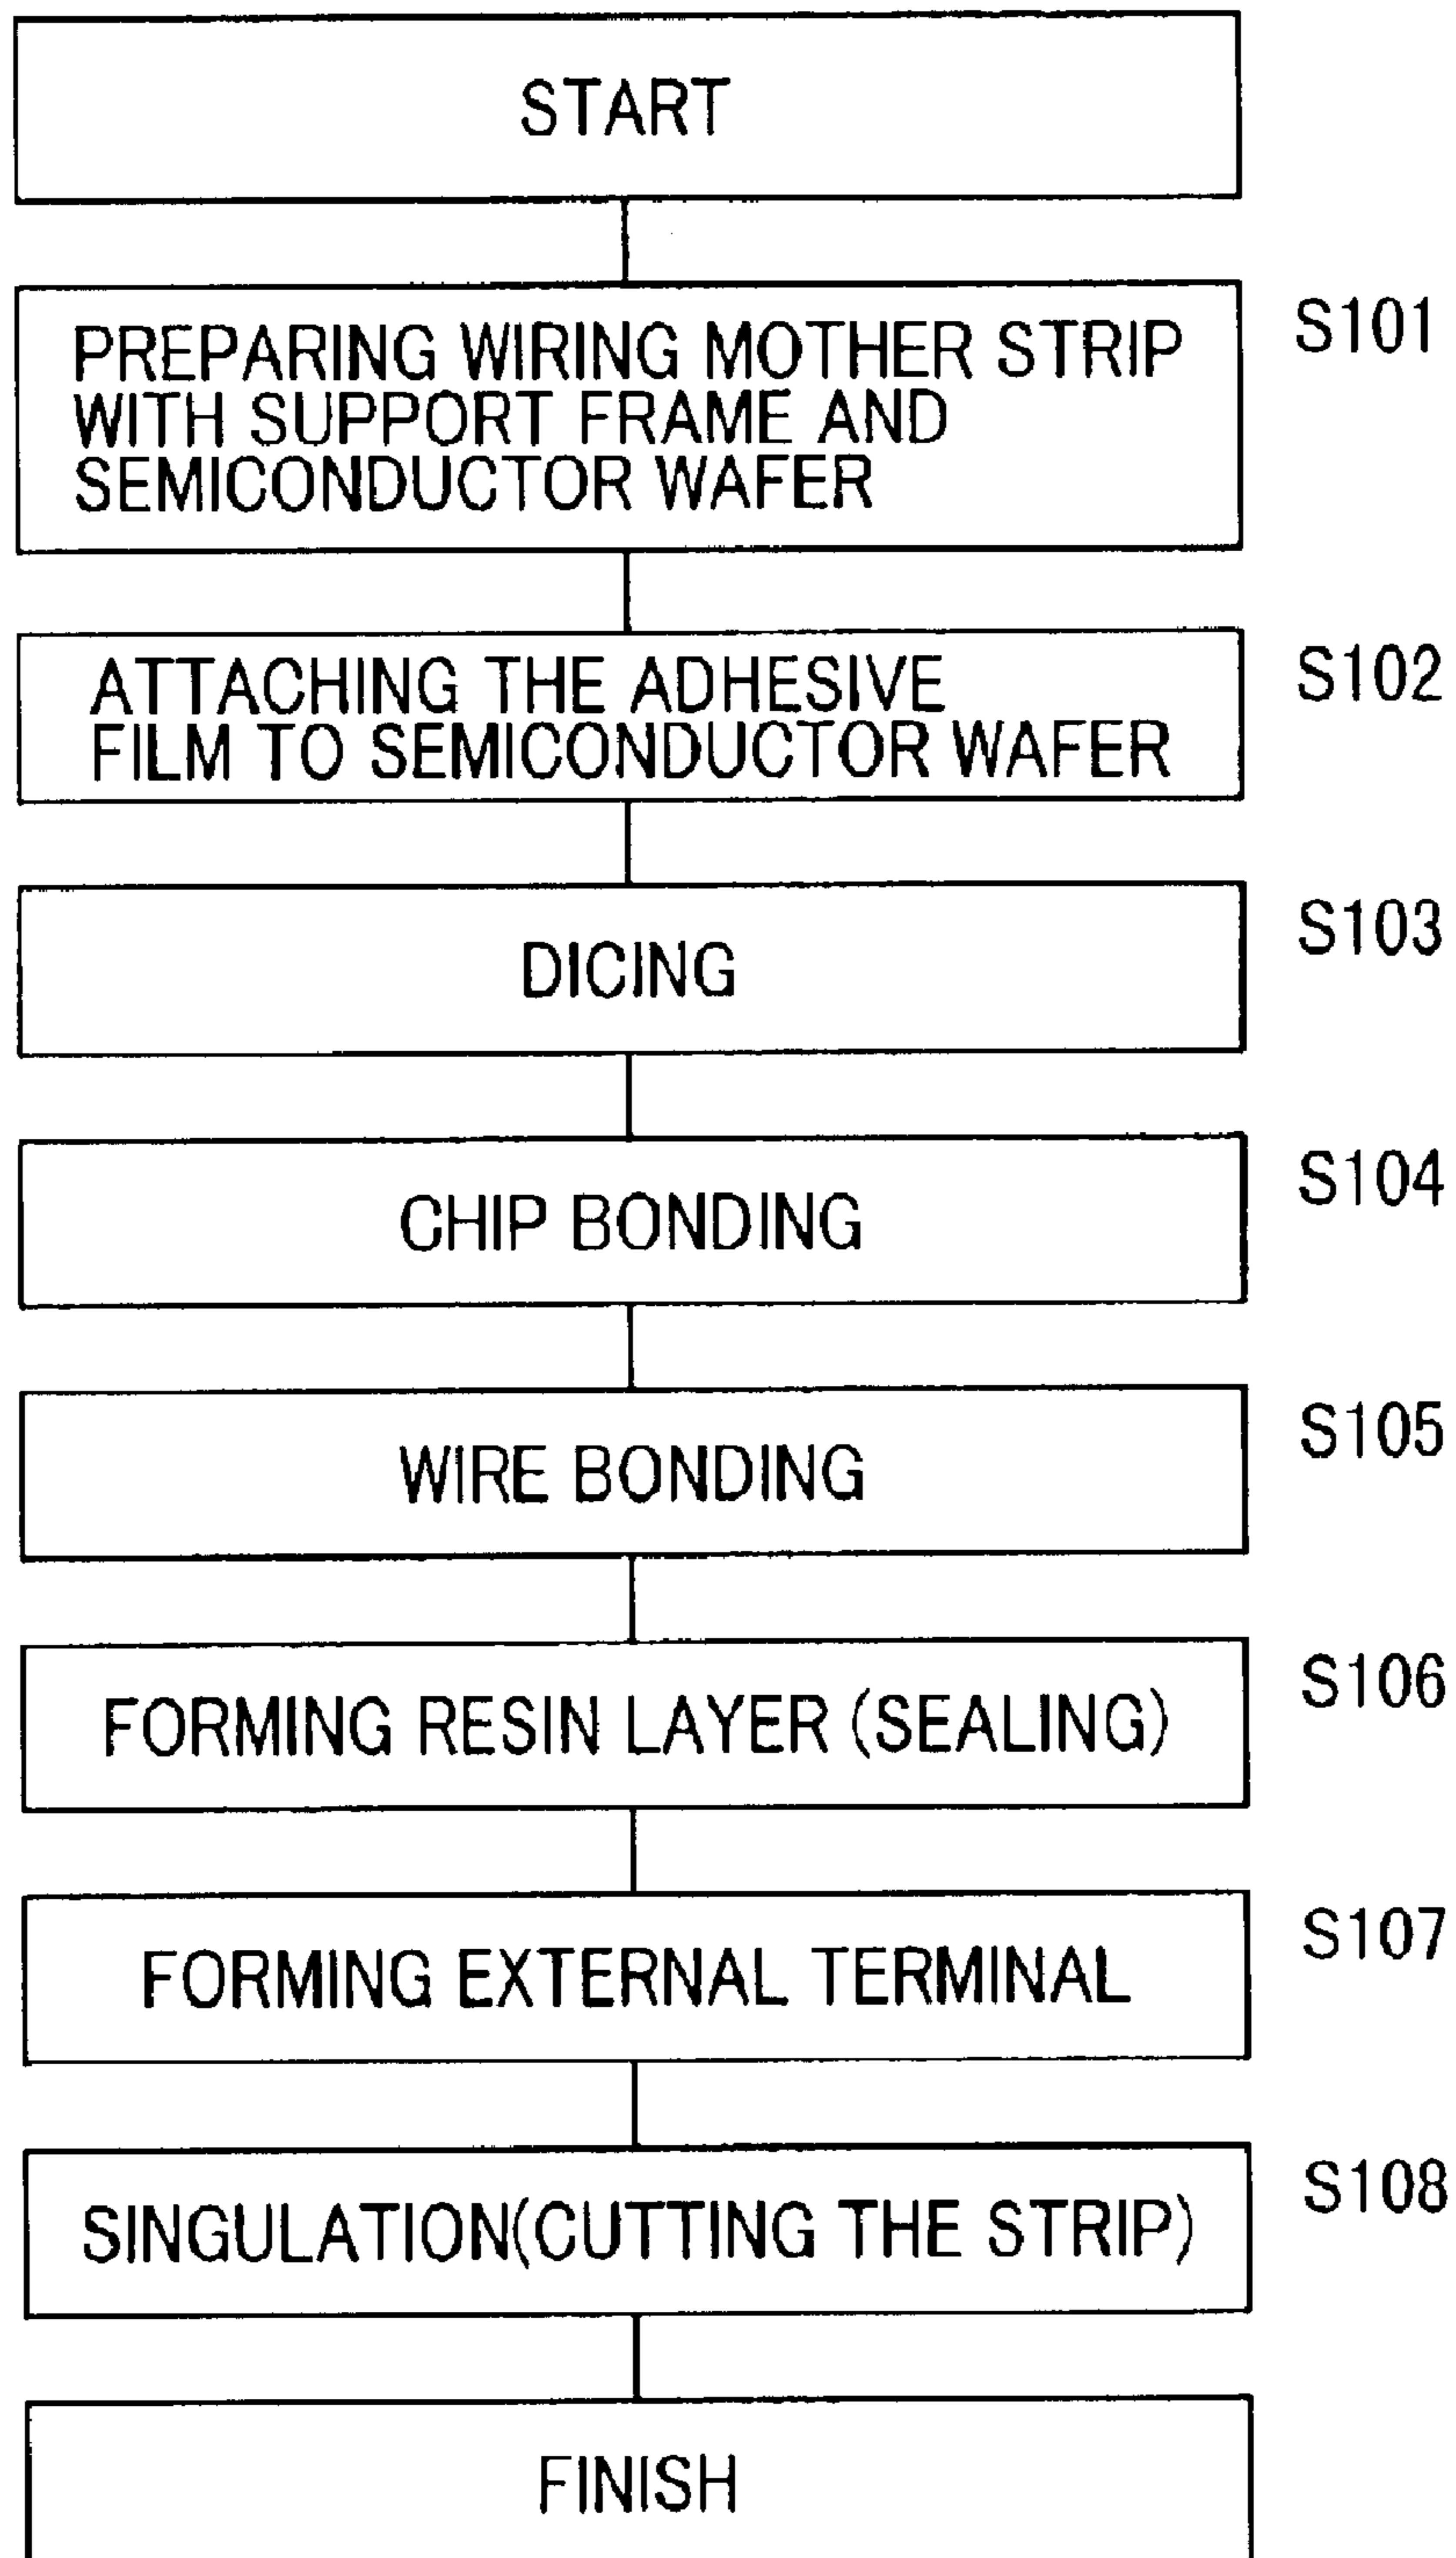 START
PREPARING WIRING MOTHER STRIP
WITH SUPPORT FRAME AND
SEMICONDUCTOR WAFER
S101
ATTACHING THE ADHESIVE
FILM TO SEMICONDUCTOR WAFER
S102
DICING
S103
CHIP BONDING
S104
WIRE BONDING
S105
FORMING RESIN LAYER (SEALING)
S106
FORMING EXTERNAL TERMINAL
S107
SINGULATION(CUTTING THE STRIP)
S108
FINISH